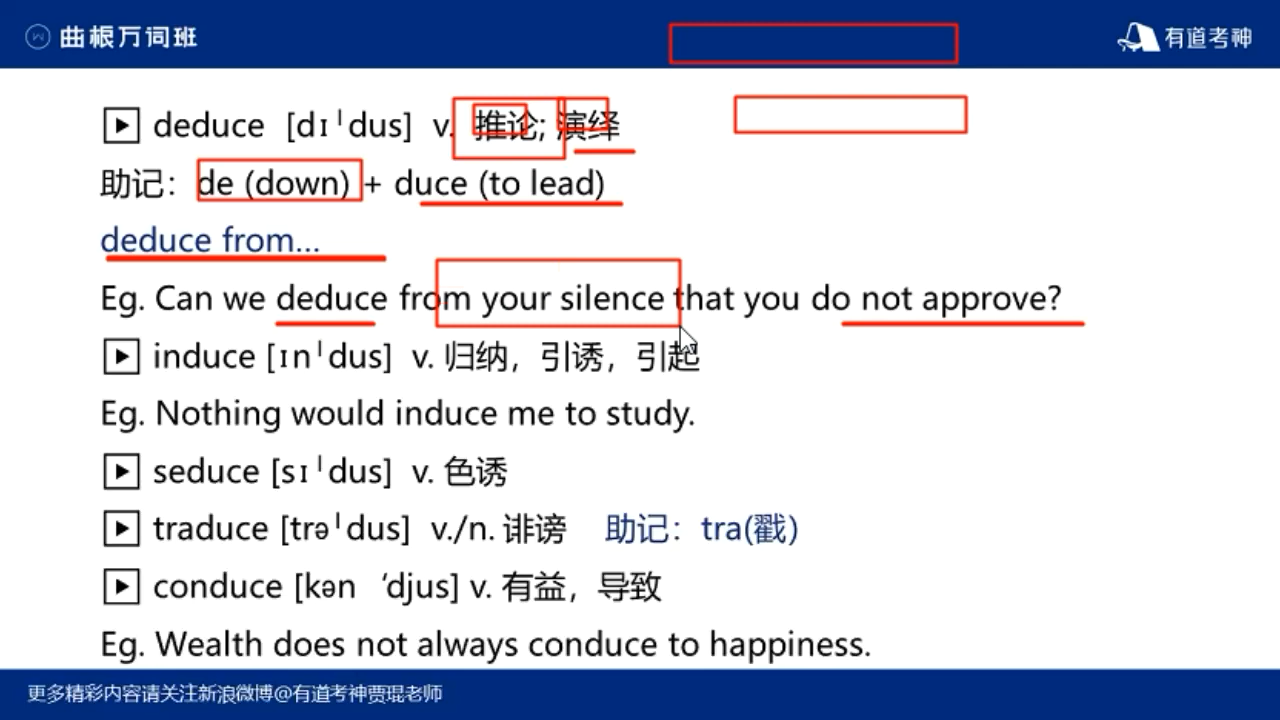 曲根万词班
有道考神
deduce [dɪˈdus] v. 推论; 演绎
助记：de (down) + duce (to lead)
deduce from...
Eg. Can we deduce from your silence that you do not approve?
induce [ɪnˈdus] v. 归纳，引诱，引起
Eg. Nothing would induce me to study.
seduce [sɪˈdus] v. 色诱
traduce [trəˈdus] v./n. 诽谤 助记：tra(戳)
conduce [kən‘djus] v. 有益，导致
Eg. Wealth does not always conduce to happiness.
更多精彩内容请关注新浪微博@有道考神贾琨老师